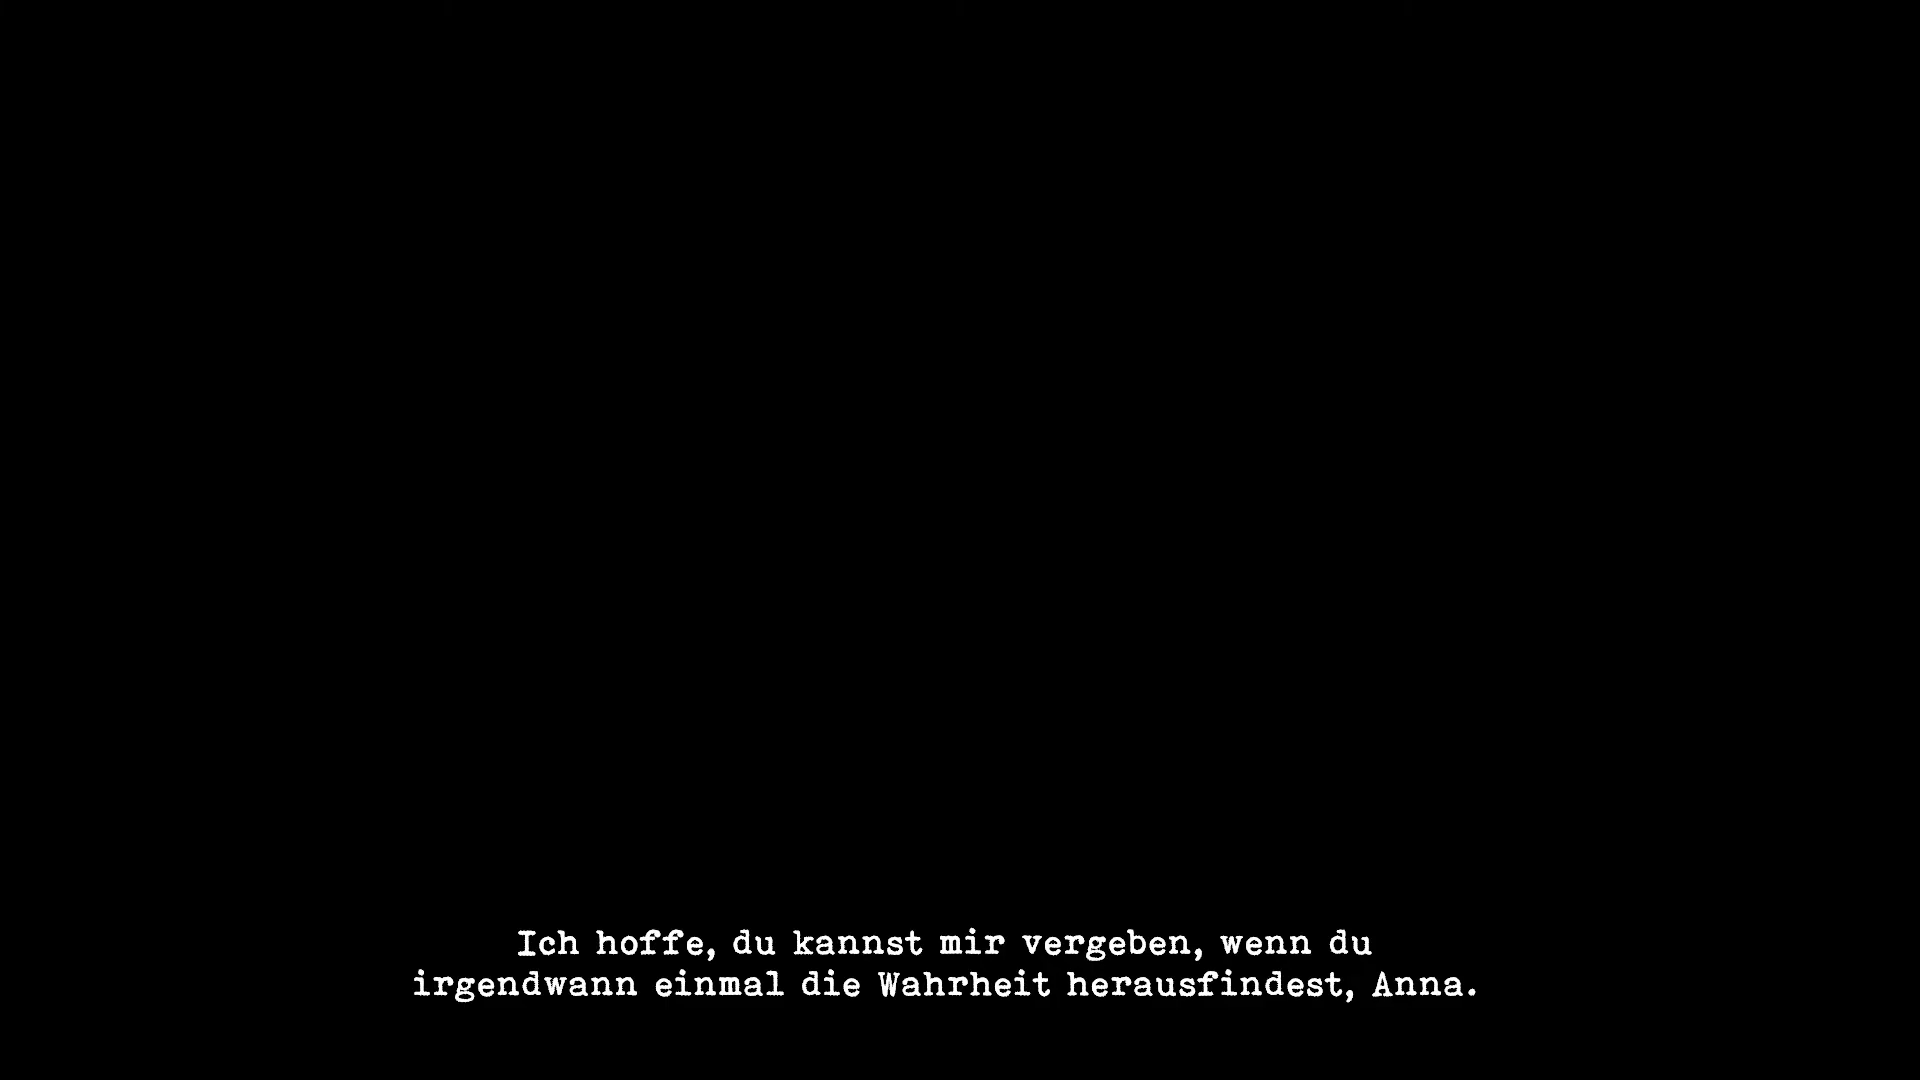 Ich hoffe, du kannst mir vergeben, wenn du
irgendwann einmal die Wahrheit herausfindest, Anna.